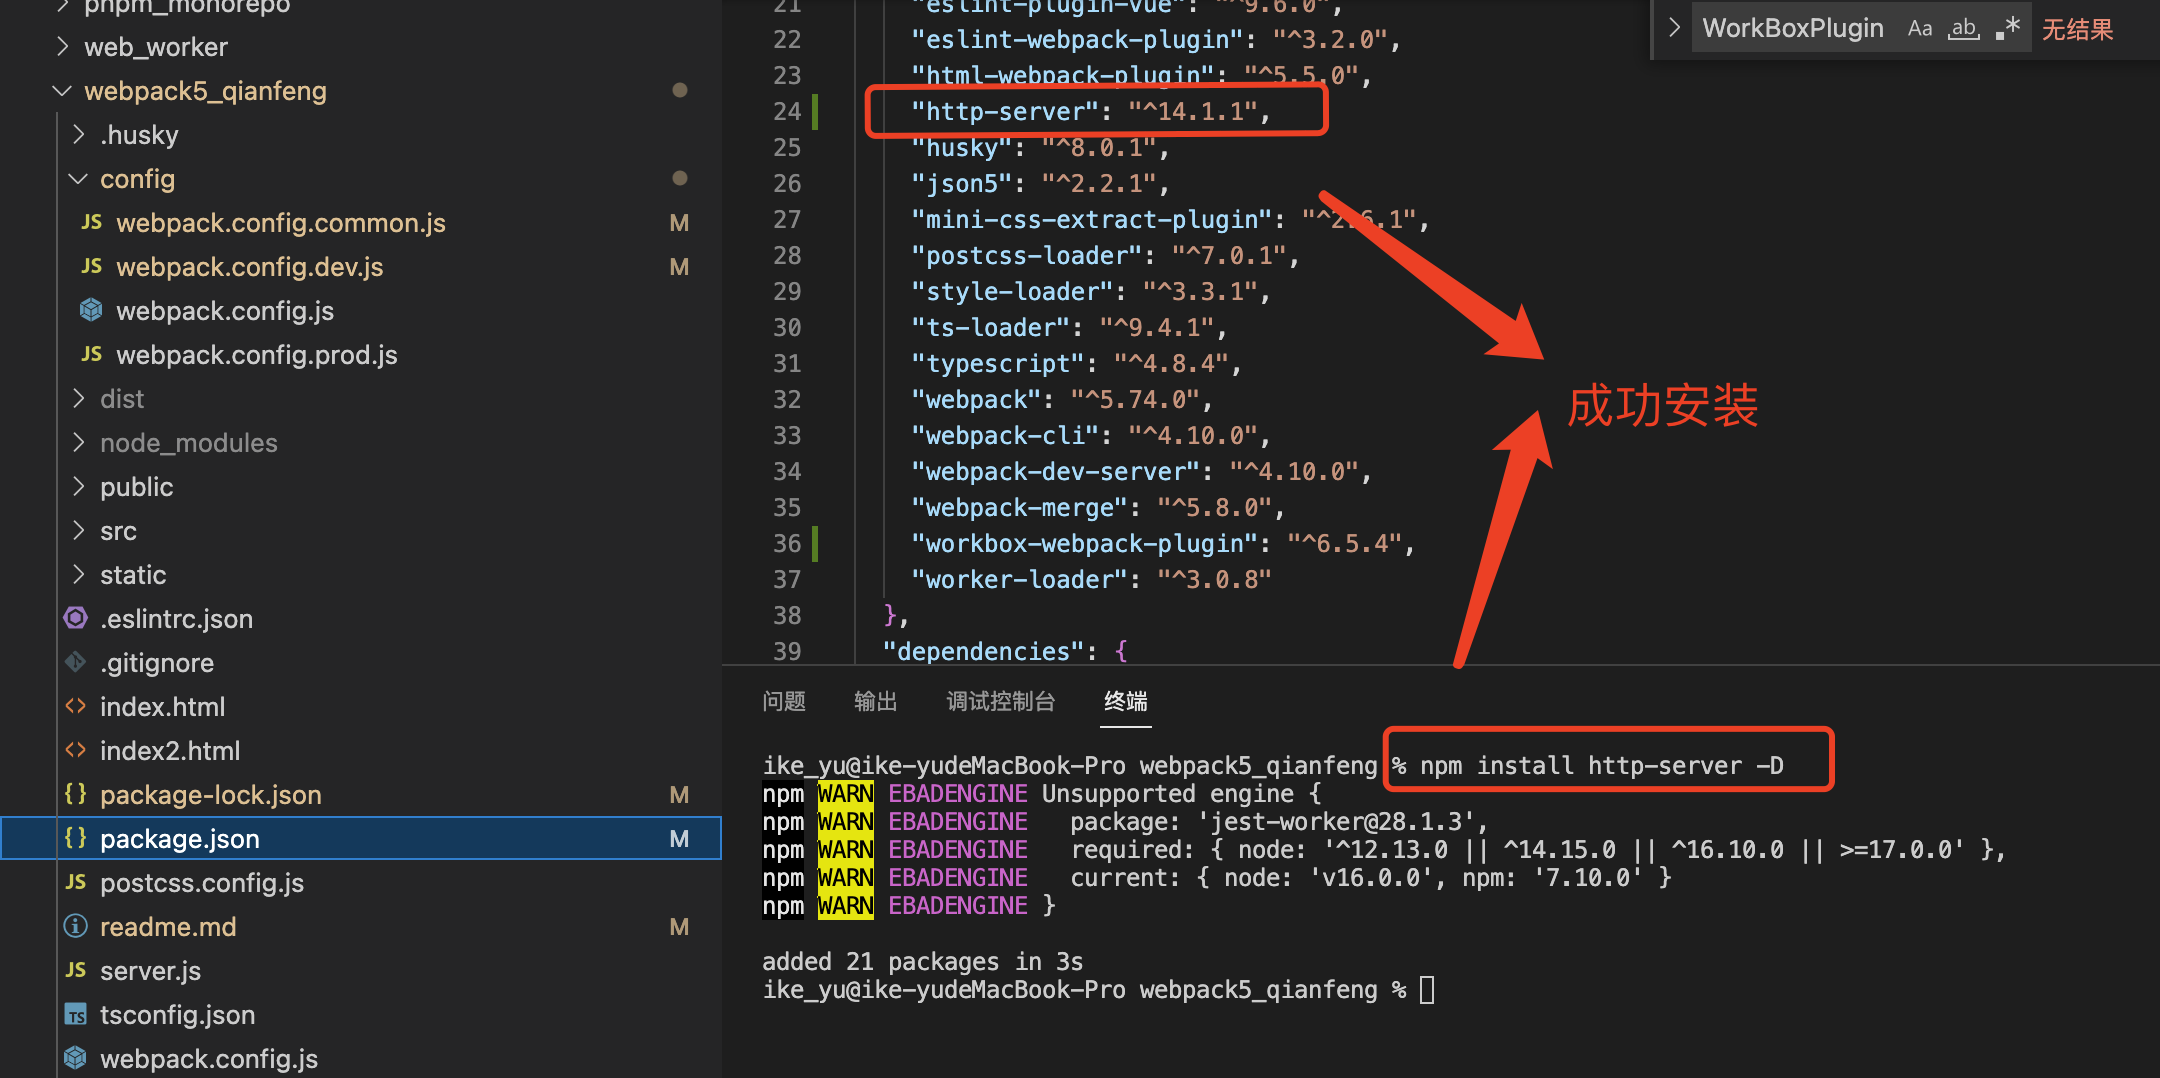 pnpm_monorepo
web_worker
webpack5_qianfeng
.husky
config
JS webpack.config.common.js M
JS webpack.config.dev.js M
webpack.config.js
JS webpack.config.prod.js
dist
node_modules
public
src
static
.eslintrc.json
.gitignore
<> index.html
<> index2.html
{} package-lock.json M
{} package.json M
JS postcss.config.js
readme.md M
JS server.js
TS tsconfig.json
webpack.config.js
21 "eslint-plugin-vue": "^9.6.0",
22 "eslint-webpack-plugin": "^3.2.0",
23 "html-webpack-plugin": "^5.5.0",
24 "http-server": "^14.1.1",
25 "husky": "^8.0.1",
26 "json5": "^2.2.1",
27 "mini-css-extract-plugin": "^2.6.1",
28 "postcss-loader": "^7.0.1",
29 "style-loader": "^3.3.1",
30 "ts-loader": "^9.4.1",
31 "typescript": "^4.8.4",
32 "webpack": "^5.74.0",
33 "webpack-cli": "^4.10.0",
34 "webpack-dev-server": "^4.10.0",
35 "webpack-merge": "^5.8.0",
36 "workbox-webpack-plugin": "^6.5.4",
37 "worker-loader": "^3.0.8"
38 },
39 "dependencies": {
WorkBoxPlugin Aa ab .* 无结果
成功安装
问题 输出 调试控制台 终端
ike_yu@ike-yudeMacBook-Pro webpack5_qianfeng % npm install http-server -D
npm WARN EBADENGINE Unsupported engine {
npm WARN EBADENGINE package: 'jest-worker@28.1.3',
npm WARN EBADENGINE required: { node: '^12.13.0 || ^14.15.0 || ^16.10.0 || >=17.0.0' },
npm WARN EBADENGINE current: { node: 'v16.0.0', npm: '7.10.0' }
npm WARN EBADENGINE }
added 21 packages in 3s
ike_yu@ike-yudeMacBook-Pro webpack5_qianfeng %